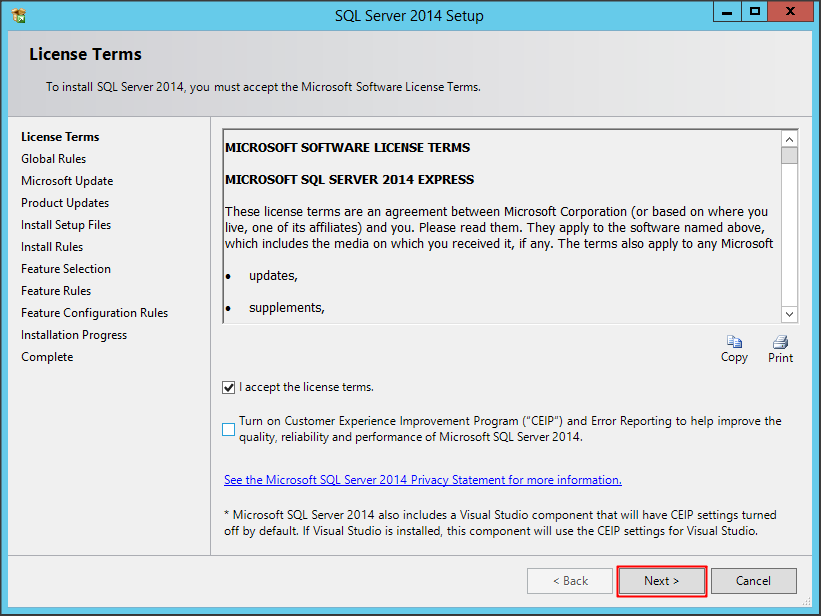 SQL Server 2014 Setup
License Terms
To install SQL Server 2014, you must accept the Microsoft Software License Terms.
License Terms
Global Rules
Microsoft Update
Product Updates
Install Setup Files
Install Rules
Feature Selection
Feature Rules
Feature Configuration Rules
Installation Progress
Complete
MICROSOFT SOFTWARE LICENSE TERMS
MICROSOFT SQL SERVER 2014 EXPRESS
These license terms are an agreement between Microsoft Corporation (or based on where you
live, one of its affiliates) and you. Please read them. They apply to the software named above,
which includes the media on which you received it, if any. The terms also apply to any Microsoft
• updates,
• supplements,
Copy
Print
I accept the license terms.
Turn on Customer Experience Improvement Program ("CEIP") and Error Reporting to help improve the
quality, reliability and performance of Microsoft SQL Server 2014.
See the Microsoft SQL Server 2014 Privacy Statement for more information.
* Microsoft SQL Server 2014 also includes a Visual Studio component that will have CEIP settings turned
off by default. If Visual Studio is installed, this component will use the CEIP settings for Visual Studio.
< Back
Next >
Cancel